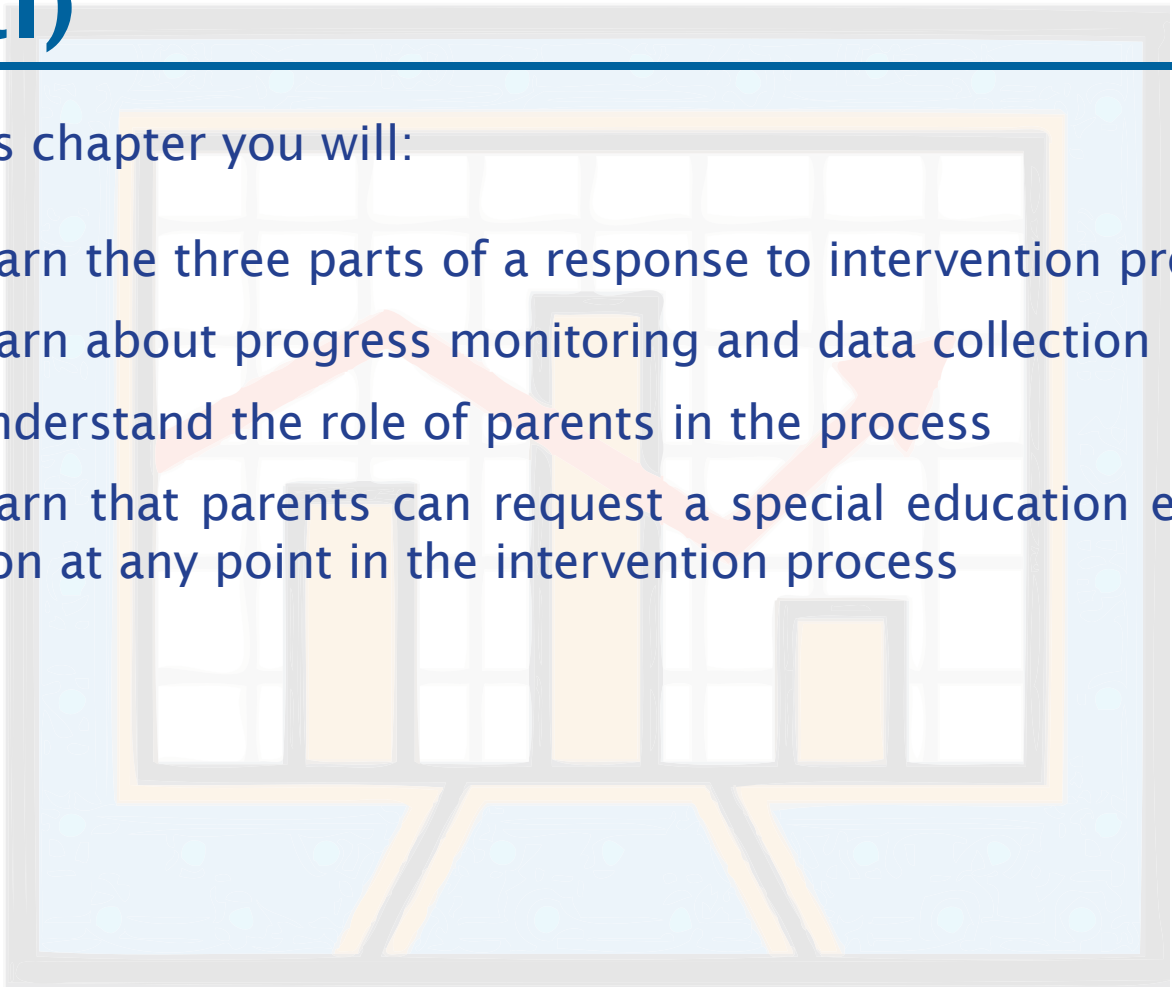 s chapter you will:
arn the three parts of a response to intervention pr
arn about progress monitoring and data collection
nderstand the role of parents in the process
arn that parents can request a special education e
on at any point in the intervention process